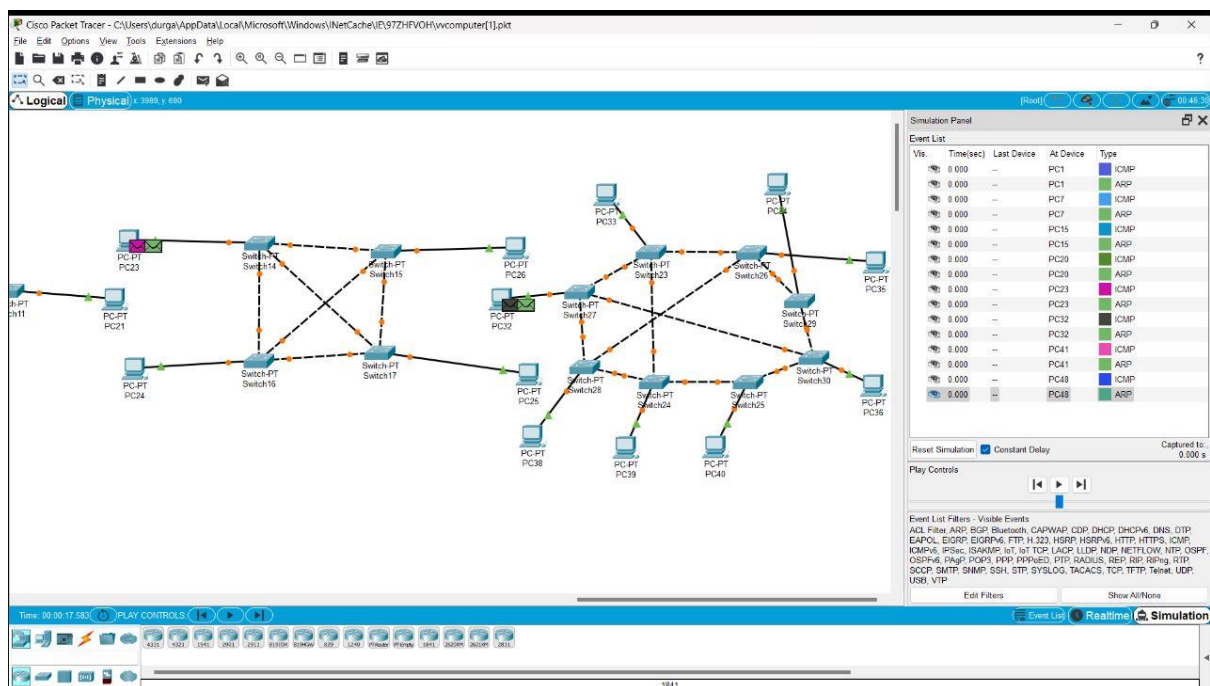 Cisco Packet Tracer - C:\Users\durga\AppData\Local\Microsoft\Windows\INetCache\IE\97ZHFVOH\vvcomputer[1].pkt
File Edit Options View Tools Extensions Help
?
Logical Physical x: 3989, y: 690 [Root]
Simulation Panel
Event List
Vis. Time(sec) Last Device At Device Type
0.000 -- PC1 ICMP
0.000 -- PC1 ARP
0.000 -- PC7 ICMP
0.000 -- PC7 ARP
0.000 -- PC15 ICMP
0.000 -- PC15 ARP
0.000 -- PC20 ICMP
0.000 -- PC20 ARP
0.000 -- PC23 ICMP
0.000 -- PC23 ARP
0.000 -- PC32 ICMP
0.000 -- PC32 ARP
0.000 -- PC41 ICMP
0.000 -- PC41 ARP
0.000 -- PC48 ICMP
0.000 -- PC48 ARP
Reset Simulation Constant Delay Captured to:
0.000 s
Play Controls
Event List Filters - Visible Events
ACL Filter, ARP, BGP, Bluetooth, CAPWAP, CDP, DHCP, DHCPv6, DNS, DTP,
EAPOL, EIGRP, EIGRPv6, FTP, H.323, HSRP, HSRPv6, HTTP, HTTPS, ICMP,
ICMPv6, IPSec, ISAKMP, IoT, IoT TCP, LACP, LLDP, NDP, NETFLOW, NTP, OSPF,
OSPFv6, PAgP, POP3, PPP, PPPoED, PTP, RADIUS, REP, RIP, RIPng, RTP,
SCCP, SMTP, SNMP, SSH, STP, SYSLOG, TACACS, TCP, TFTP, Telnet, UDP,
USB, VTP
Edit Filters Show All/None
PC-PT
PC33
PC-PT
PC-PT
PC23
Switch-PT
Switch14
Switch-PT
Switch15
PC-PT
PC26
Switch-PT
Switch23
Switch-PT
Switch26
PC-PT
PC35
PC-PT
PC21
PC-PT
PC32
Switch-PT
Switch27
Switch-PT
Switch29
PC-PT
PC24
Switch-PT
Switch16
Switch-PT
Switch17
PC-PT
PC25
Switch-PT
Switch28
Switch-PT
Switch24
Switch-PT
Switch25
Switch-PT
Switch30
PC-PT
PC36
PC-PT
PC38
PC-PT
PC39
PC-PT
PC40
Time: 00:00:17.583 PLAY CONTROLS: Event List Realtime Simulation
4331 4321 1941 2901 2911 819IOX 819HGW 829 1240 PT-Router PT-Empty 1841 2620XM 2621XM 2811
1841